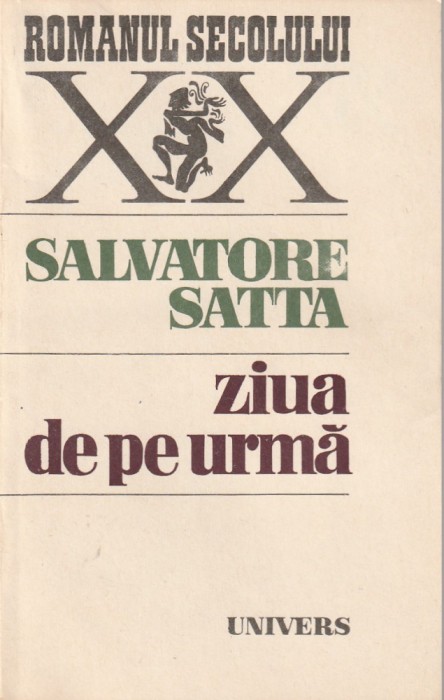 ROMANUL SECOLULUI
XX
SALVATORE
SATTA
ziua
de pe urmă
UNIVERS